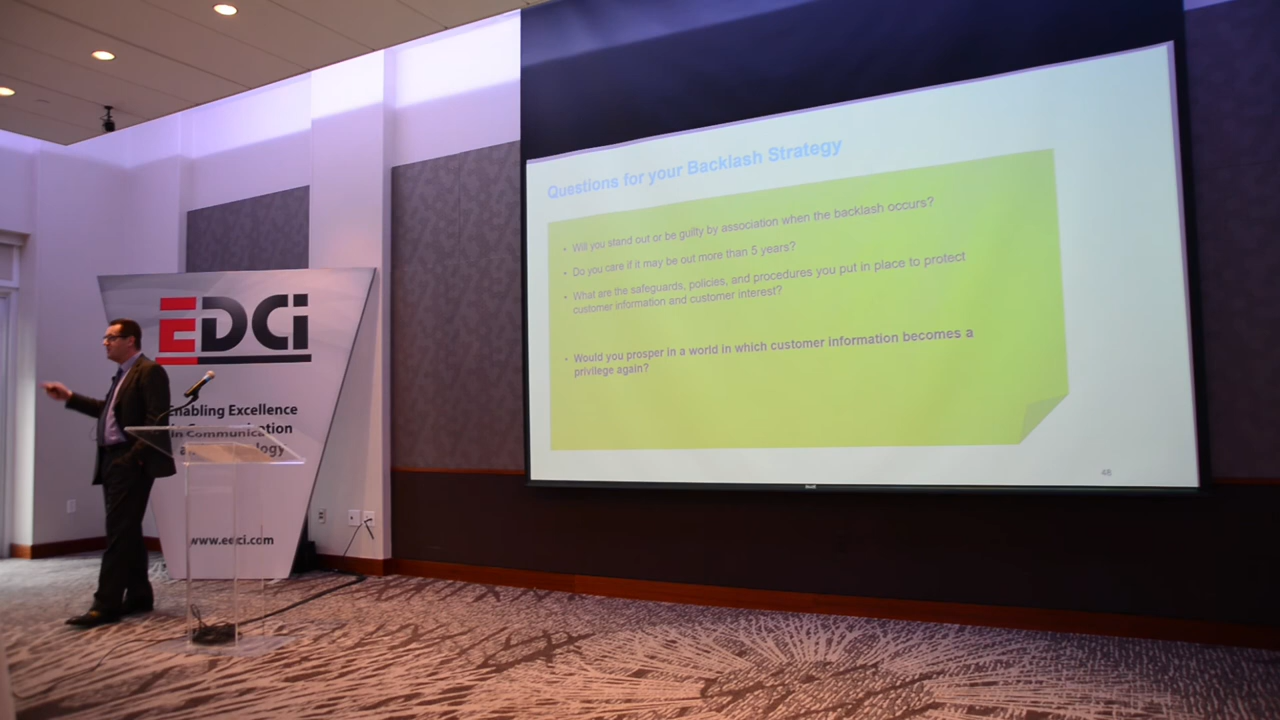 Questions for your Backlash Strategy
• Will you stand out or be guilty by association when the backlash occurs?
• Do you care if it may be out more than 5 years?
• What are the safeguards, policies, and procedures you put in place to protect
customer information and customer interest?
• Would you prosper in a world in which customer information becomes a
privilege again?
48
EDCi
Enabling Excellence
in Communication
www.edci.com